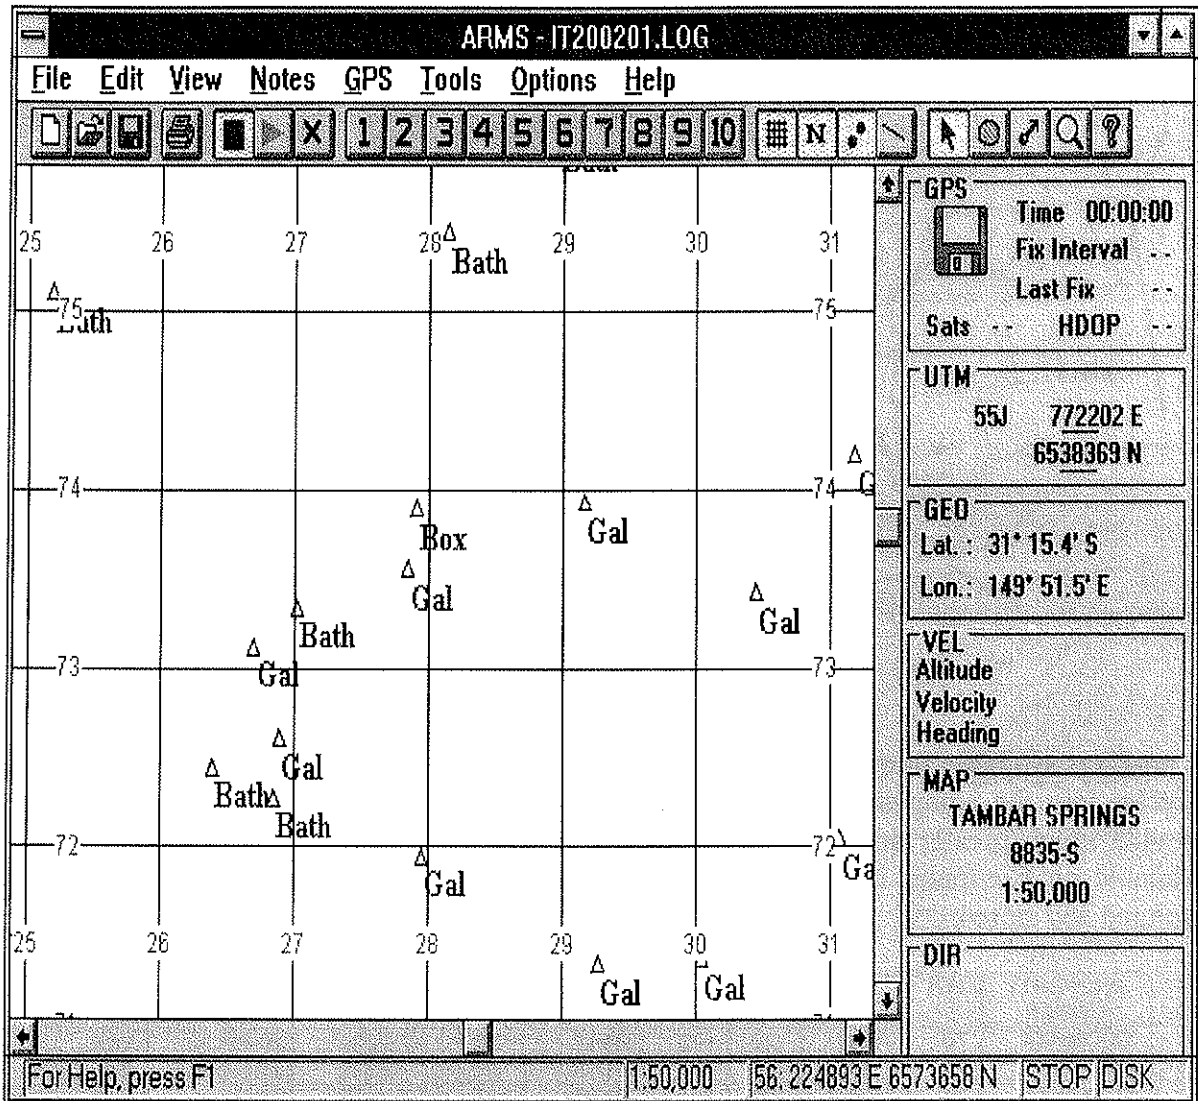 ARMS - IT200201.LOG
File Edit View Notes GPS Tools Options Help
1 2 3 4 5 6 7 8 9 10 N
25 26 27 28 29 30 31
Bath
Bath
75 75
74 74
Gal
Box
Gal
Gal
Bath
Gal
73 73
Gal
Bath
Bath
72 72
Gal
25 26 27 28 29 30 31
Gal
Gal
GPS
Time 00:00:00
Fix Interval - -
Last Fix - -
Sats - - HDOP - -
UTM
55J 772202 E
6538369 N
GEO
Lat. : 31° 15.4' S
Lon. : 149° 51.5' E
VEL
Altitude
Velocity
Heading
MAP
TAMBAR SPRINGS
8835-S
1:50,000
DIR
For Help, press F1 1:50,000 56, 224893 E 6573658 N STOP DISK